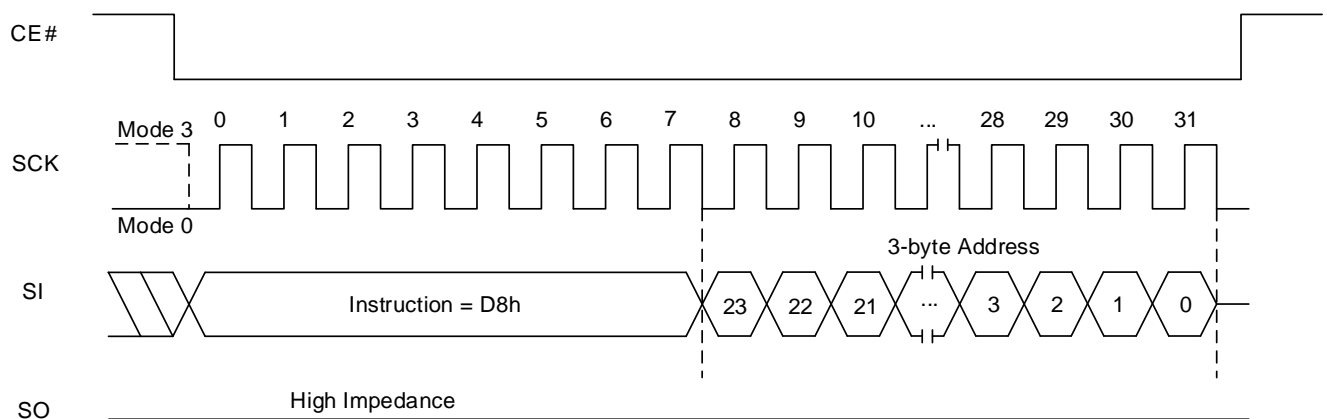 CE#
0 1 2 3 4 5 6 7 8 9 10 ... 28 29 30 31
Mode 3
SCK
Mode 0
3-byte Address
SI
Instruction = D8h
23 22 21 ... 3 2 1 0
High Impedance
SO